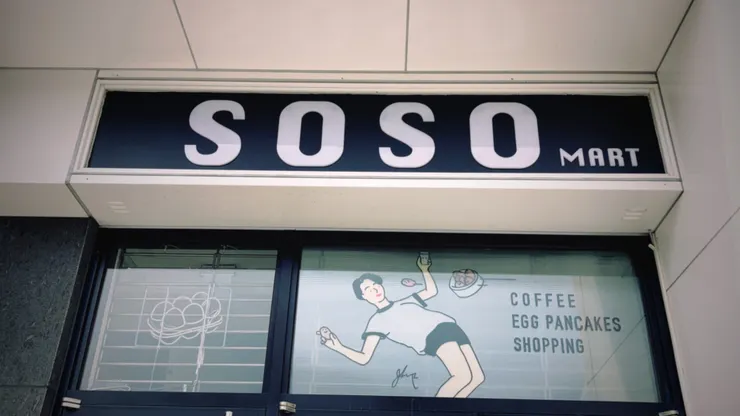 SOSO MART
COFFEE
EGG PANCAKES
SHOPPING